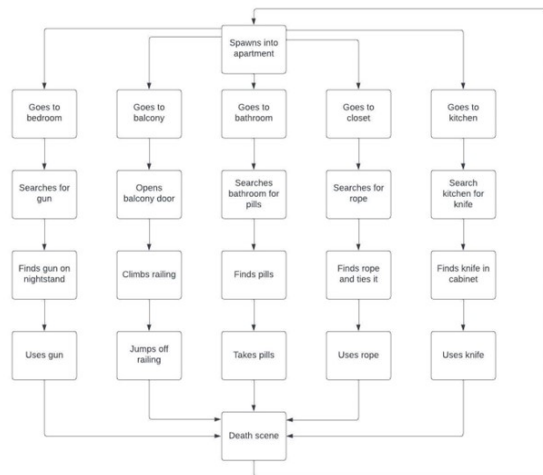 Spawns into
apartment
Goes to
bedroom
Goes to
balcony
Goes to
bathroom
Goes to
closet
Goes to
kitchen
Searches for
gun
Opens
balcony door
Searches
bathroom for
pills
Searches for
rope
Search
kitchen for
knife
Finds gun on
nightstand
Climbs railing
Finds pills
Finds rope
and ties it
Finds knife in
cabinet
Uses gun
Jumps off
railing
Takes pills
Uses rope
Uses knife
Death scene